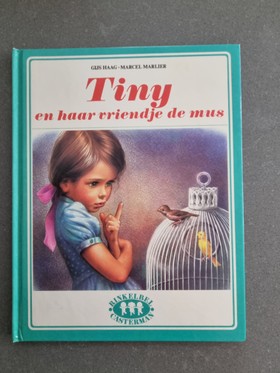 GIJS HAAG · MARCEL MARLIER
Tiny
en haar vriendje de mus
RINKELBEL
CASTERMAN